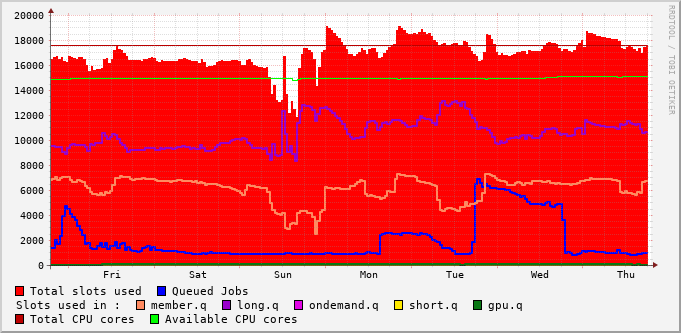 20000
18000
16000
14000
12000
10000
8000
6000
4000
2000
0
Fri Sat Sun Mon Tue Wed Thu
RRDTOOL / TOBI OETIKER
Total slots used Queued Jobs
Slots used in : member.q long.q ondemand.q short.q gpu.q
Total CPU cores Available CPU cores